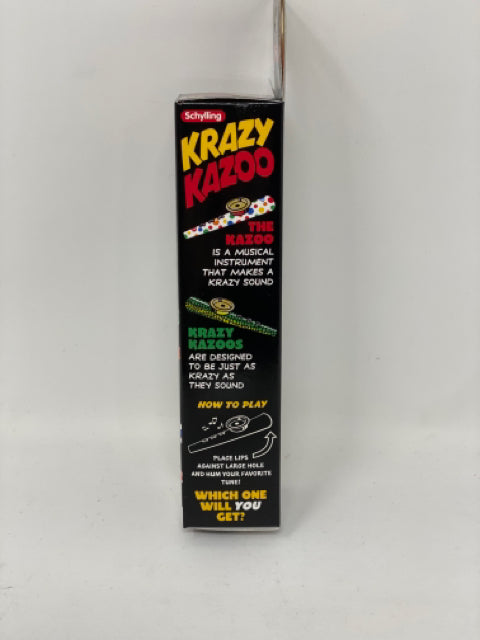 Schylling
KRAZY
KAZOO
THE
KAZOO
IS A MUSICAL
INSTRUMENT
THAT MAKES A
KRAZY SOUND
KRAZY
KAZOOS
ARE DESIGNED
TO BE JUST AS
KRAZY AS
THEY SOUND
HOW TO PLAY
PLACE LIPS
AGAINST LARGE HOLE
AND HUM YOUR FAVORITE
TUNE!
WHICH ONE
WILL YOU
GET?